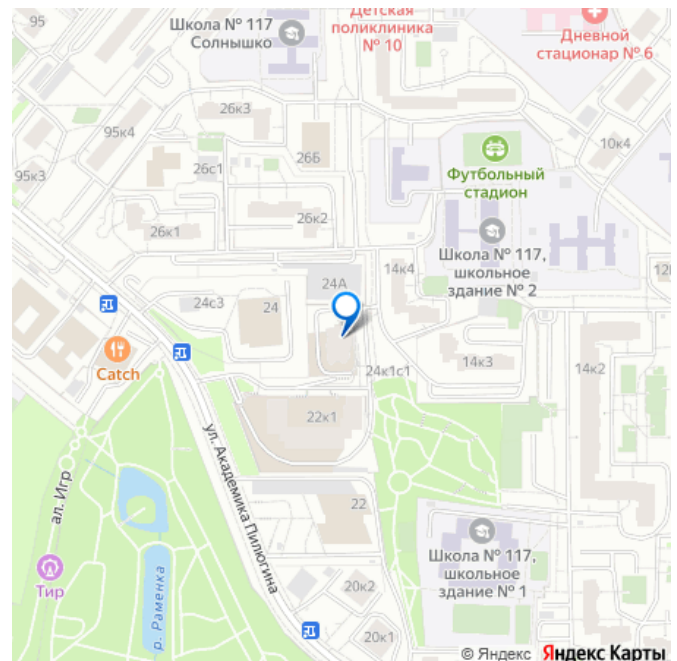 95
Школа № 117
Солнышко
Детская
поликлиника
№ 10
Дневной
стационар № 6
26к3
95к4
26Б
10к4
95к3
26с1
Футбольный
стадион
26к2
26к1
Школа № 117,
школьное
здание № 2
14к4
24А
24с3
24
Catch
24к1с1
14к3
14к2
22к1
ул. Академика Пилюгина
ал. Игр
22
Школа № 117,
школьное
здание № 1
Тир
р. Раменка
20к2
20к1
© Яндекс Яндекс Карты